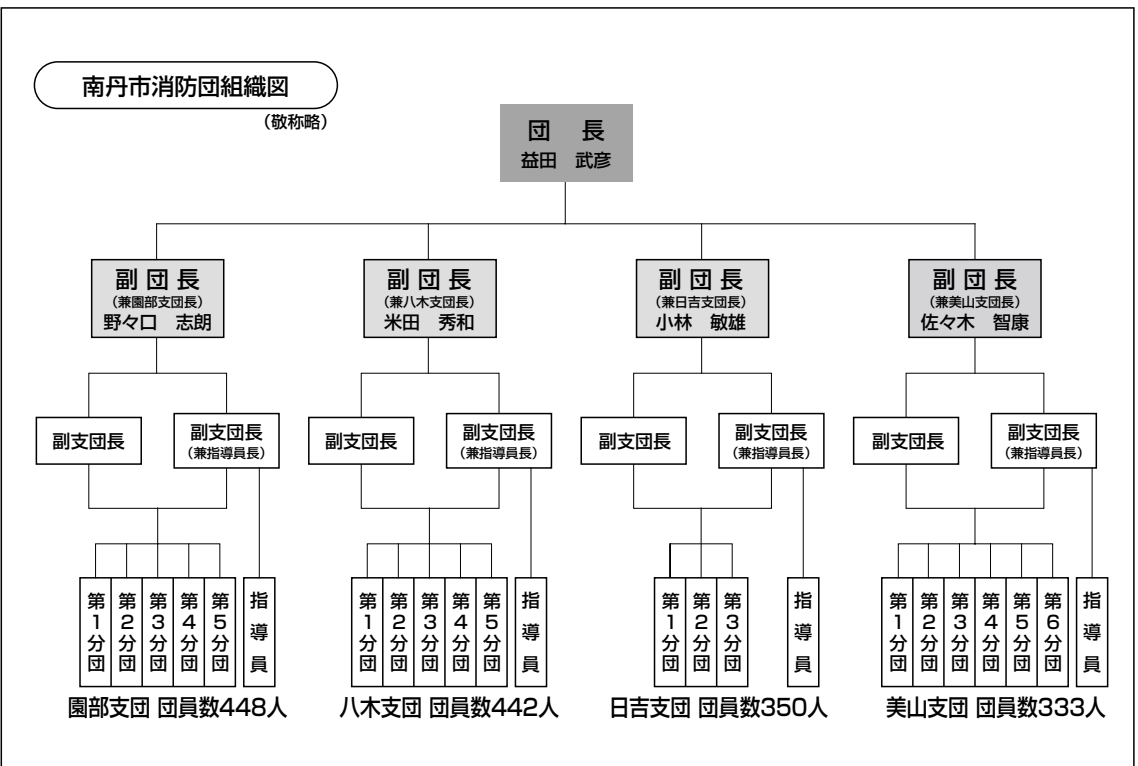 南丹市消防団組織図
（敬称略）
団　長
益田　武彦
副団長
（兼園部支団長）
野々口　志朗
副団長
（兼八木支団長）
米田　秀和
副団長
（兼日吉支団長）
小林　敏雄
副団長
（兼美山支団長）
佐々木　智康
副支団長
副支団長
（兼指導員長）
副支団長
副支団長
（兼指導員長）
副支団長
副支団長
（兼指導員長）
副支団長
副支団長
（兼指導員長）
第1分団
第2分団
第3分団
第4分団
第5分団
指導員
園部支団 団員数448人
第1分団
第2分団
第3分団
第4分団
第5分団
指導員
八木支団 団員数442人
第1分団
第2分団
第3分団
指導員
日吉支団 団員数350人
第1分団
第2分団
第3分団
第4分団
第5分団
第6分団
指導員
美山支団 団員数333人